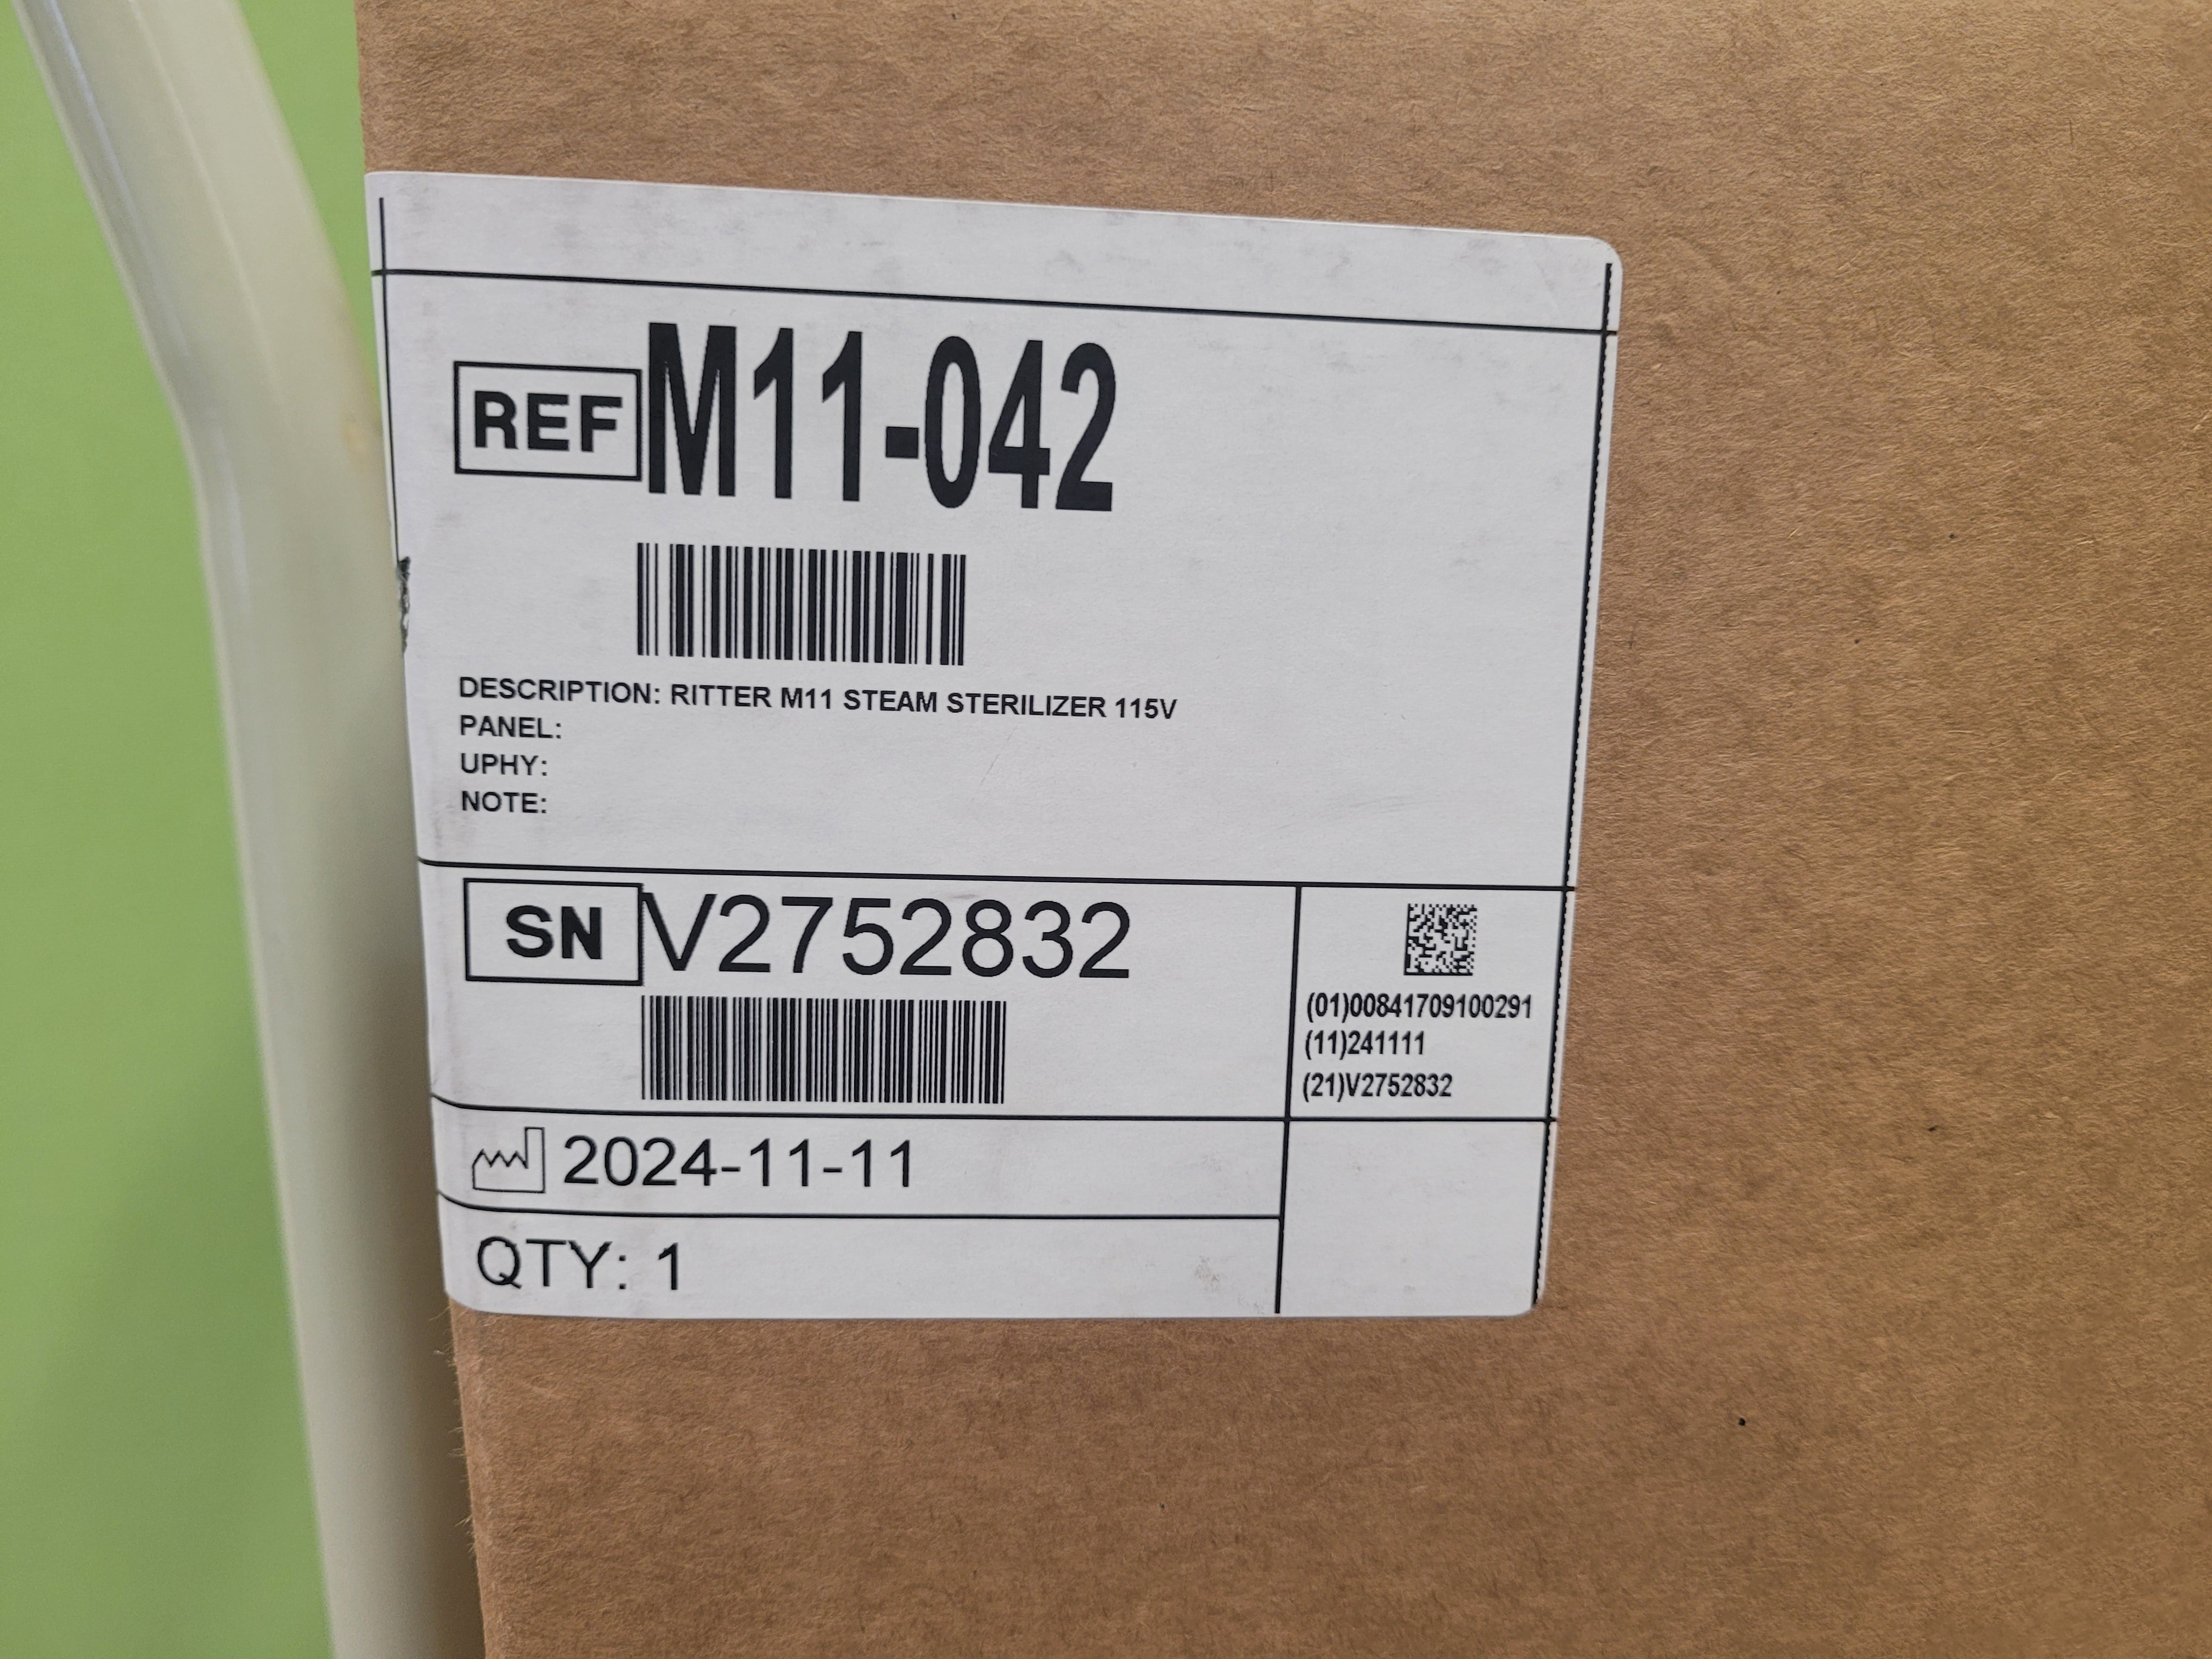 REF M11-042
DESCRIPTION: RITTER M11 STEAM STERILIZER 115V
PANEL:
UPHY:
NOTE:
SN V2752832
(01)00841709100291
(11)241111
(21)V2752832
2024-11-11
QTY: 1